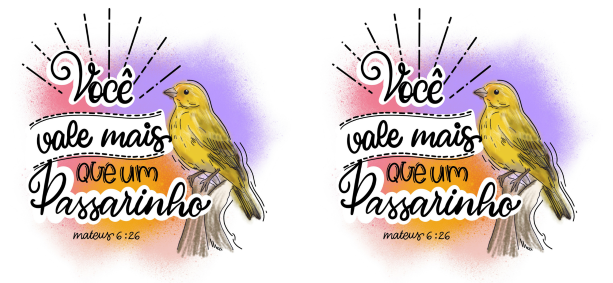 Você
vale mais
que um
Passarinho
mateus 6:26
Você
vale mais
que um
Passarinho
mateus 6:26